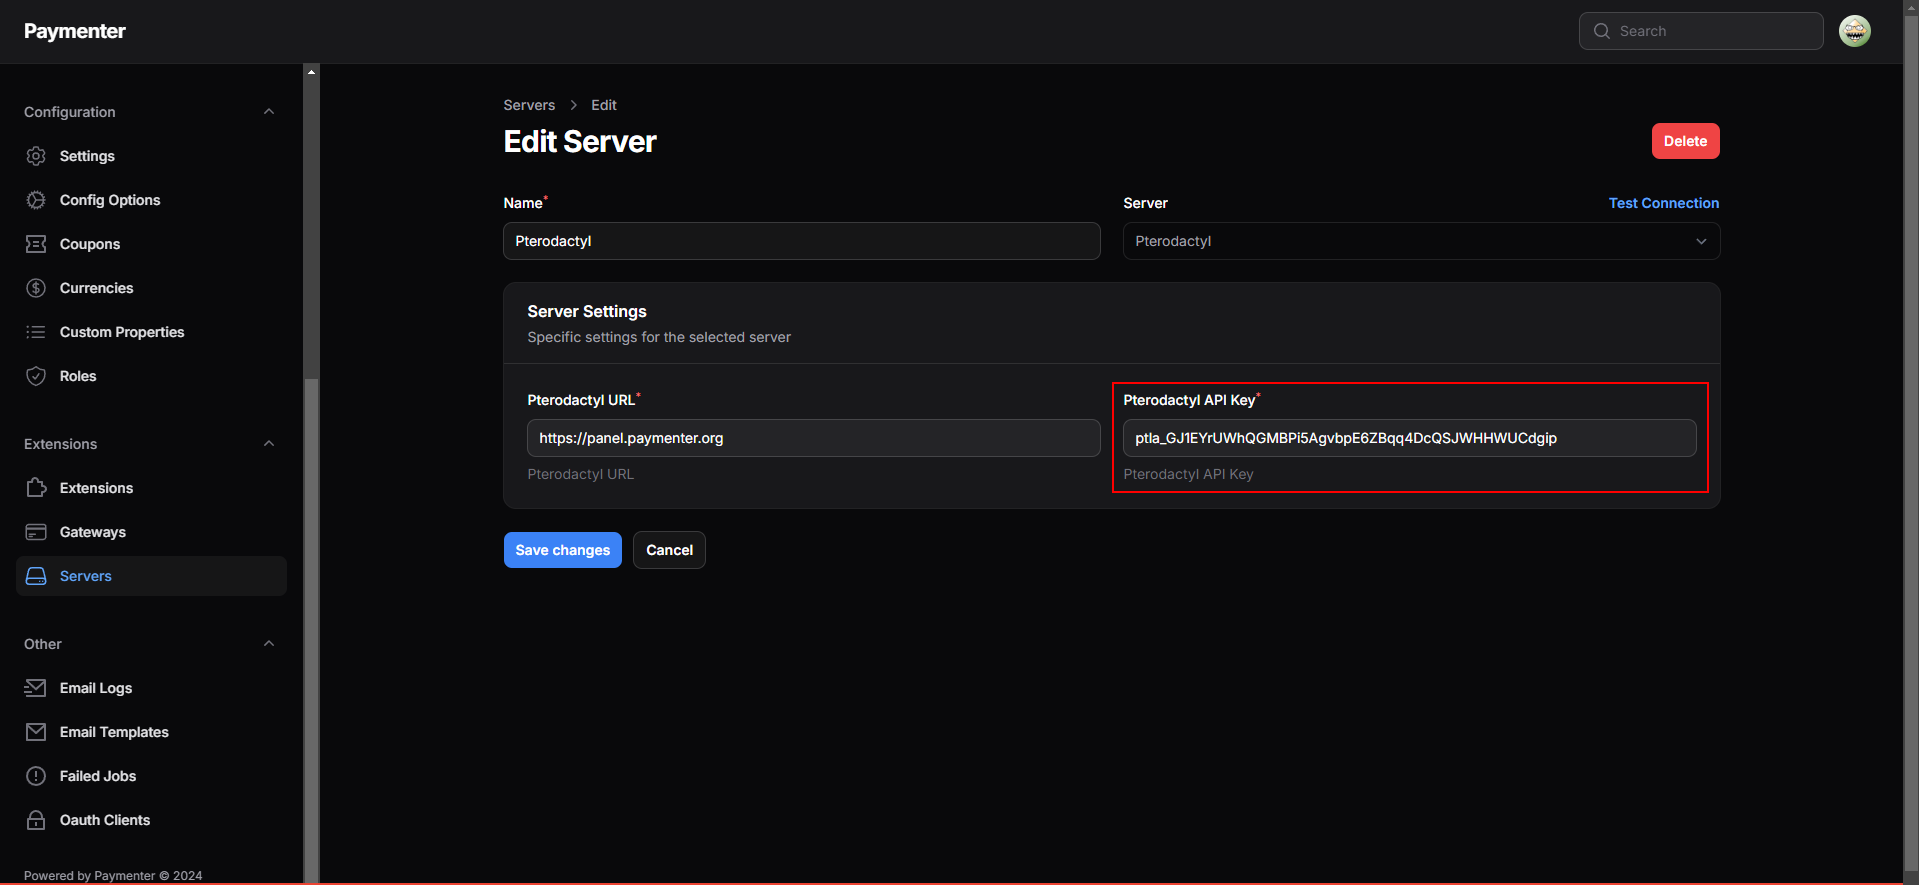 Paymenter
Search
Configuration
Settings
Config Options
Coupons
Currencies
Custom Properties
Roles
Extensions
Extensions
Gateways
Servers
Other
Email Logs
Email Templates
Failed Jobs
Oauth Clients
Powered by Paymenter © 2024
Servers > Edit
Edit Server
Delete
Name*
Pterodactyl
Server
Test Connection
Pterodactyl
Server Settings
Specific settings for the selected server
Pterodactyl URL*
https://panel.paymenter.org
Pterodactyl URL
Pterodactyl API Key*
ptla_GJ1EYrUWhQGMBPi5AgvbpE6ZBqq4DcQSJWHHWUCdgip
Pterodactyl API Key
Save changes
Cancel